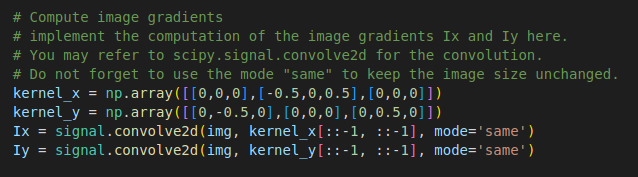 # Compute image gradients
# implement the computation of the image gradients Ix and Iy here.
# You may refer to scipy.signal.convolve2d for the convolution.
# Do not forget to use the mode "same" to keep the image size unchanged.
kernel_x = np.array([[0,0,0],[-0.5,0,0.5],[0,0,0]])
kernel_y = np.array([[0,-0.5,0],[0,0,0],[0,0.5,0]])
Ix = signal.convolve2d(img, kernel_x[::-1, ::-1], mode='same')
Iy = signal.convolve2d(img, kernel_y[::-1, ::-1], mode='same')